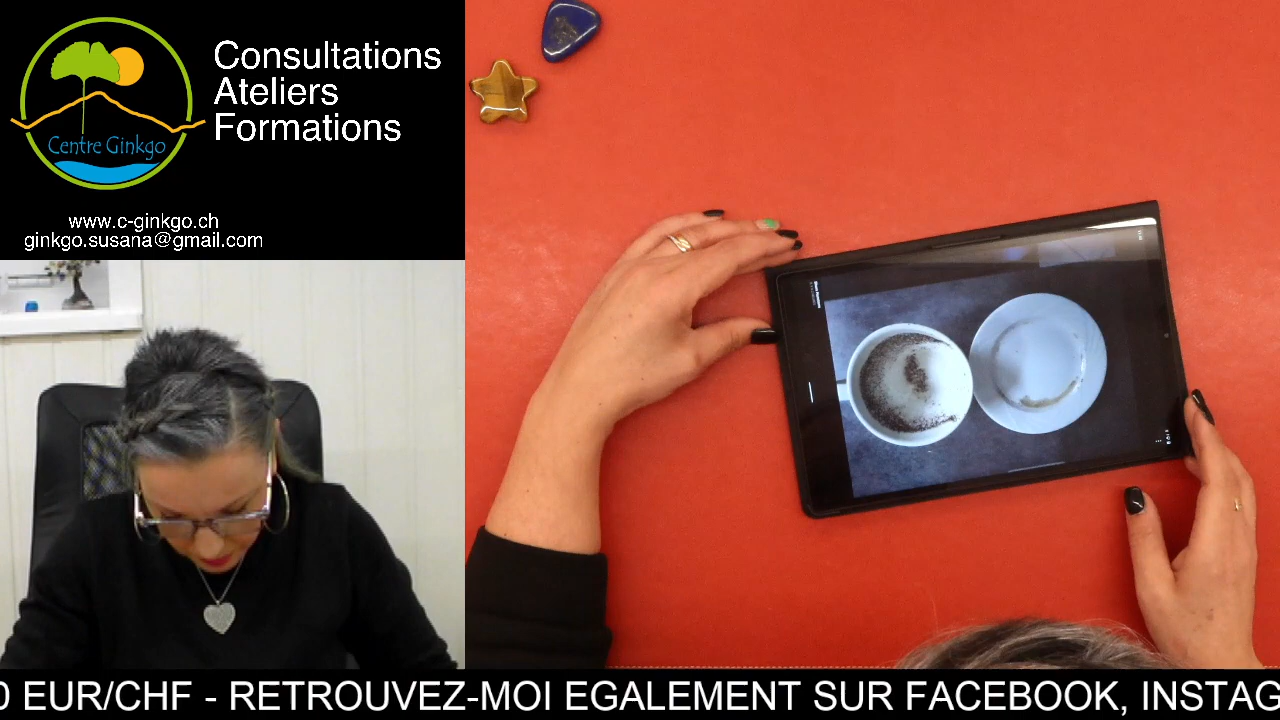 Consultations
Ateliers
Formations
Centre Ginkgo
www.c-ginkgo.ch
ginkgo.susana@gmail.com
0 EUR/CHF - RETROUVEZ-MOI EGALEMENT SUR FACEBOOK, INSTAG